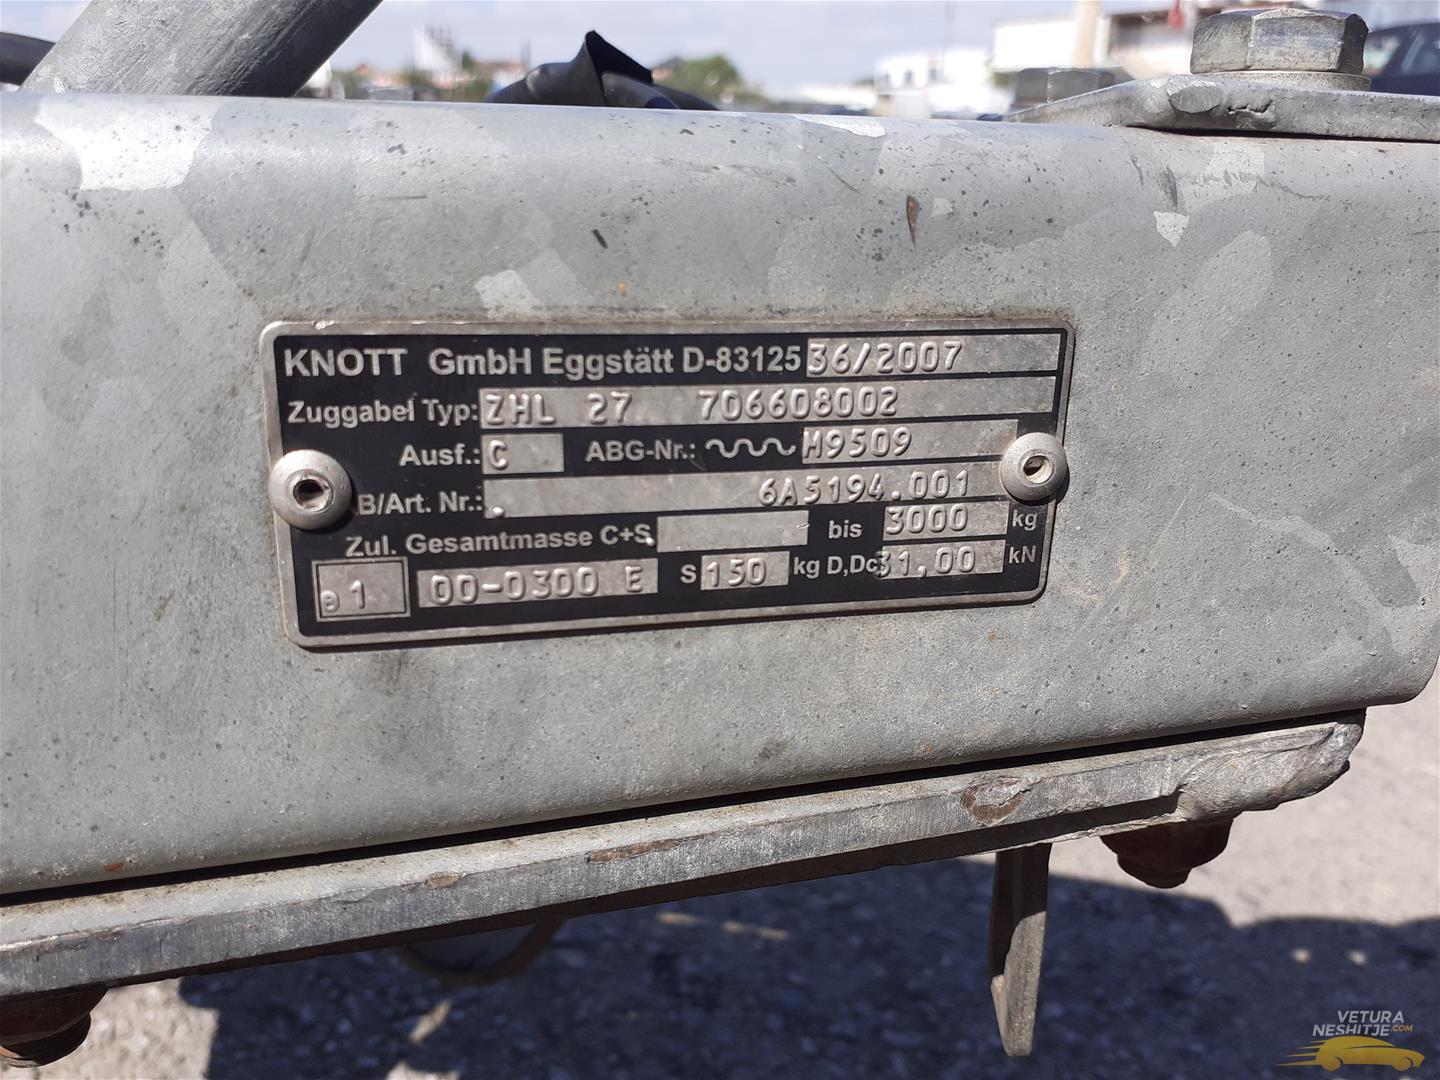 KNOTT GmbH Eggstätt D-83125 36/2007
Zuggabel Typ: ZHL 27 706608002
Ausf.: C ABG-Nr.: M9509
B/Art. Nr.: . 6A5194.001
Zul. Gesamtmasse C+S bis 3000 kg
e1 00-0300 E S 150 kg D,Dc 31,00 kN
VETURA
NESHITJE.COM